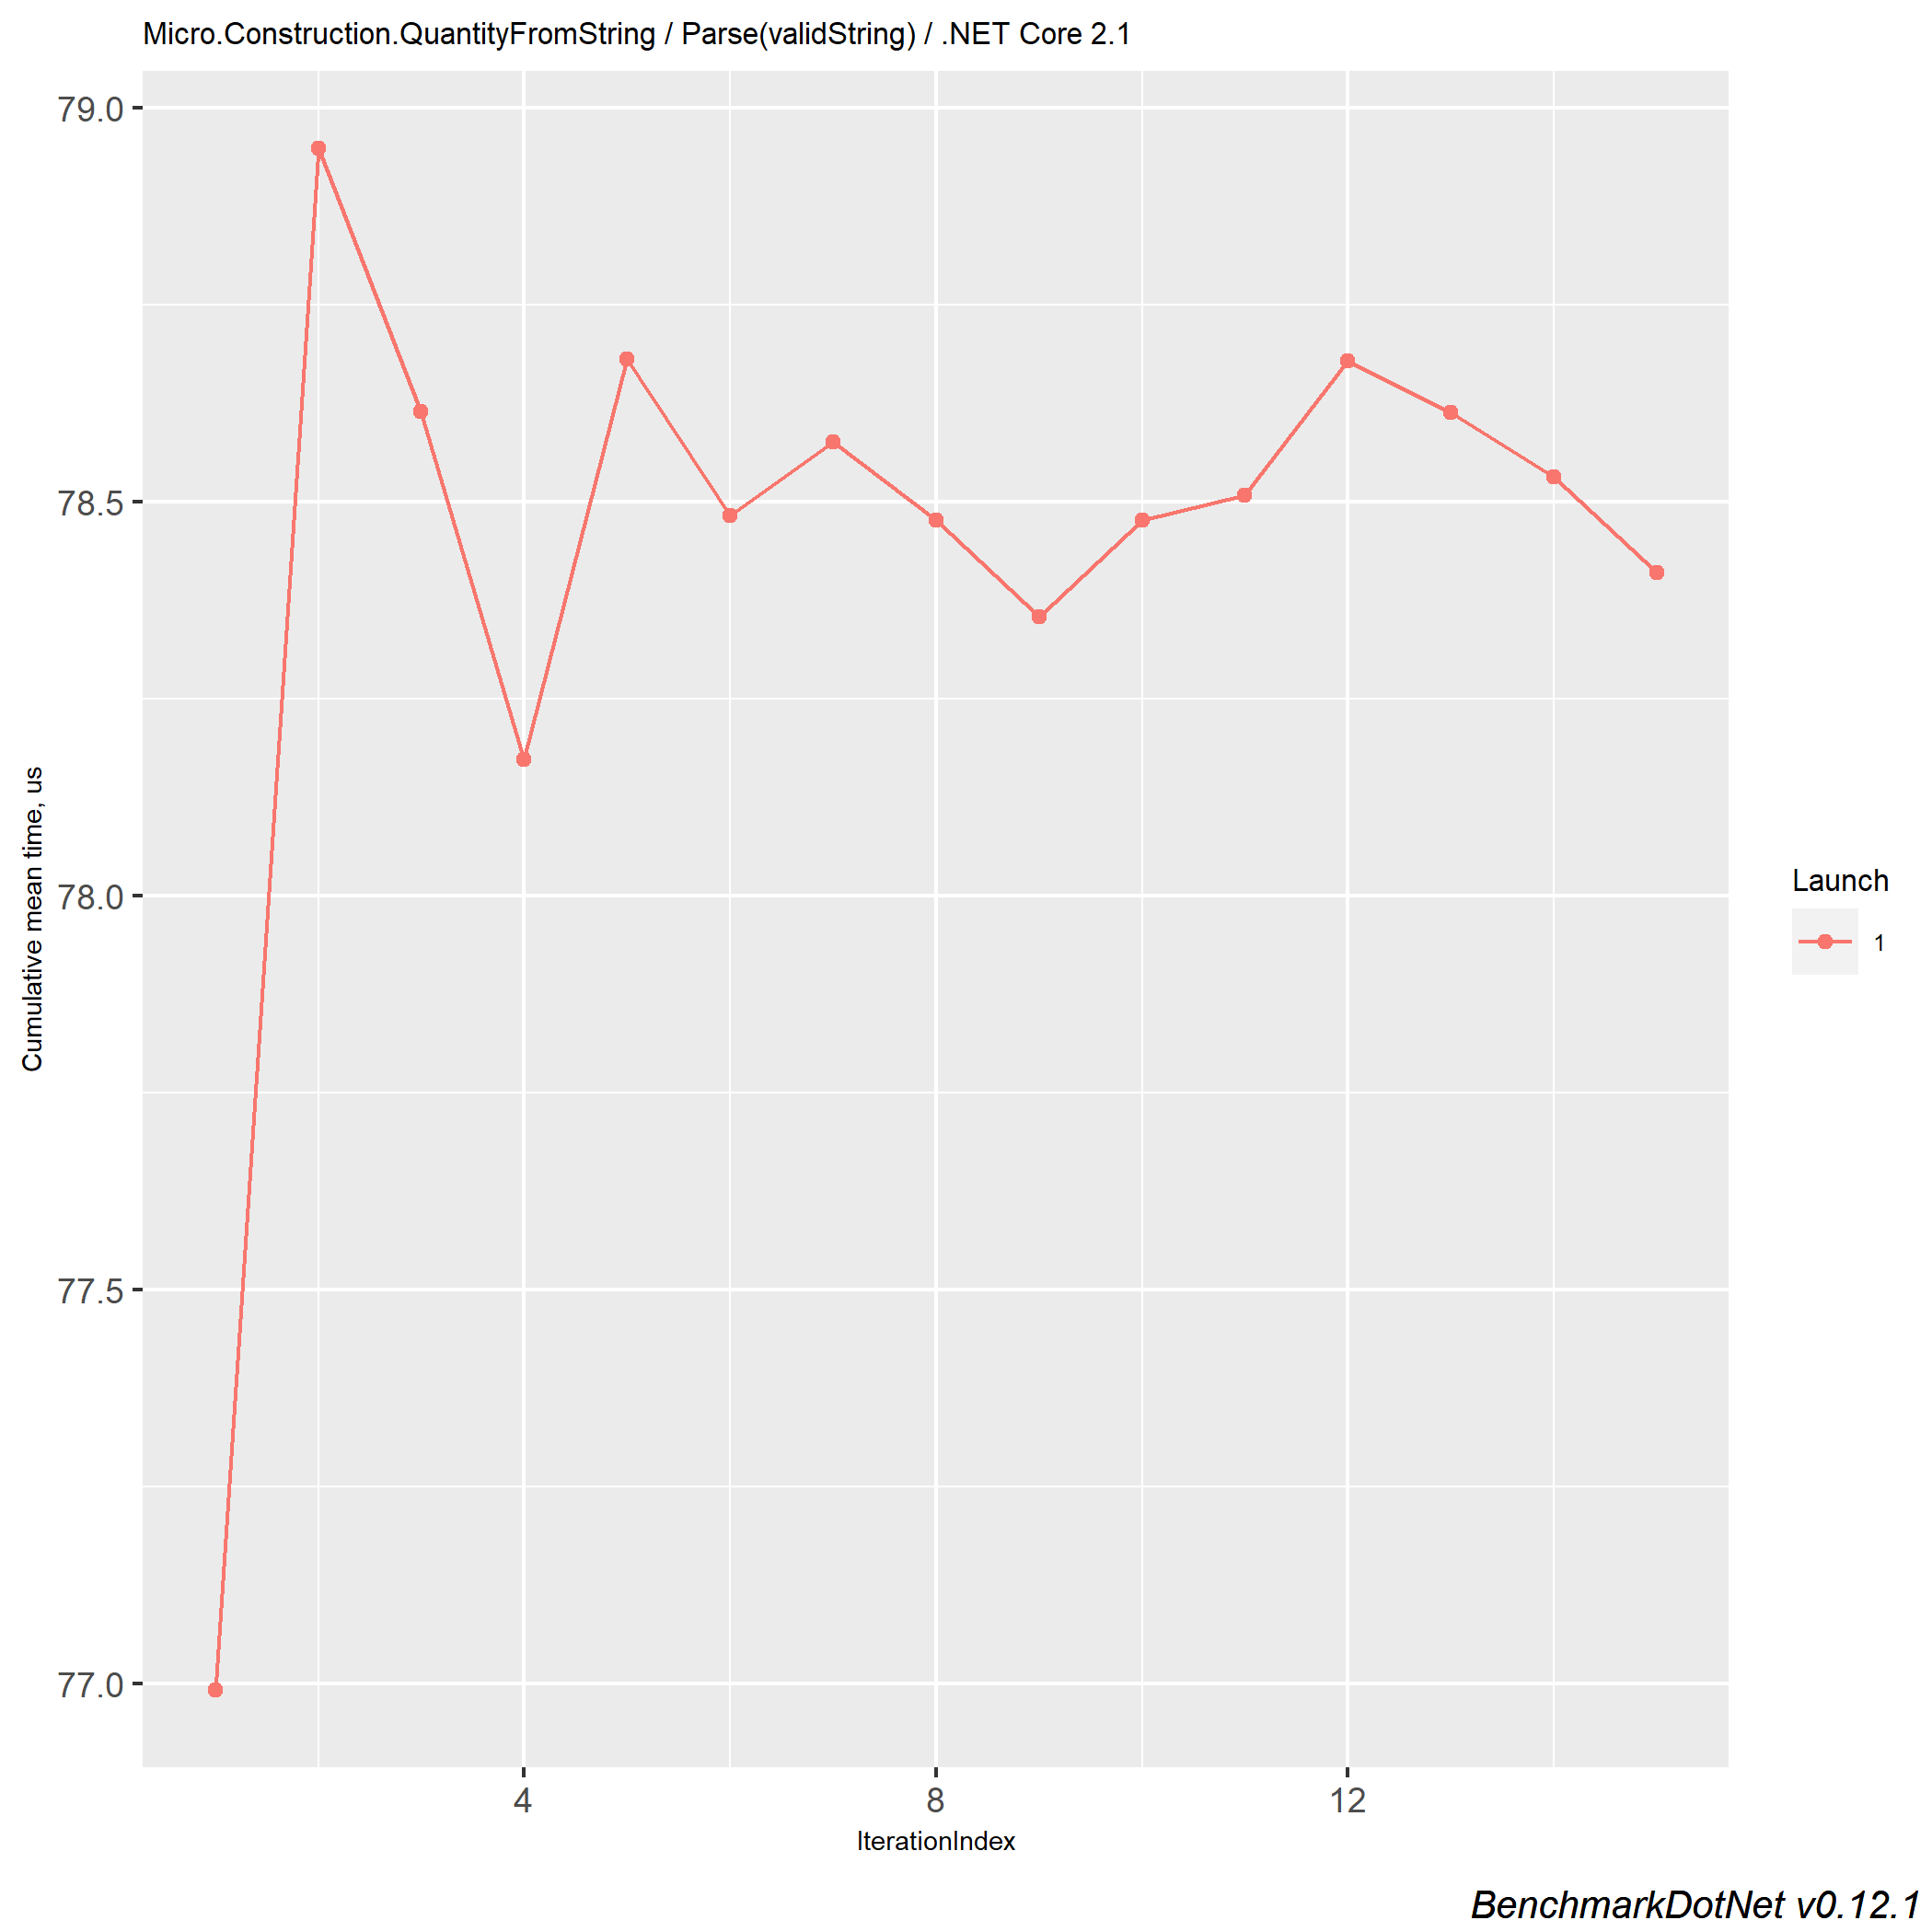 Micro.Construction.QuantityFromString / Parse(validString) / .NET Core 2.1
79.0
78.5
78.0
77.5
77.0
Cumulative mean time, us
4
8
12
IterationIndex
Launch
1
BenchmarkDotNet v0.12.1